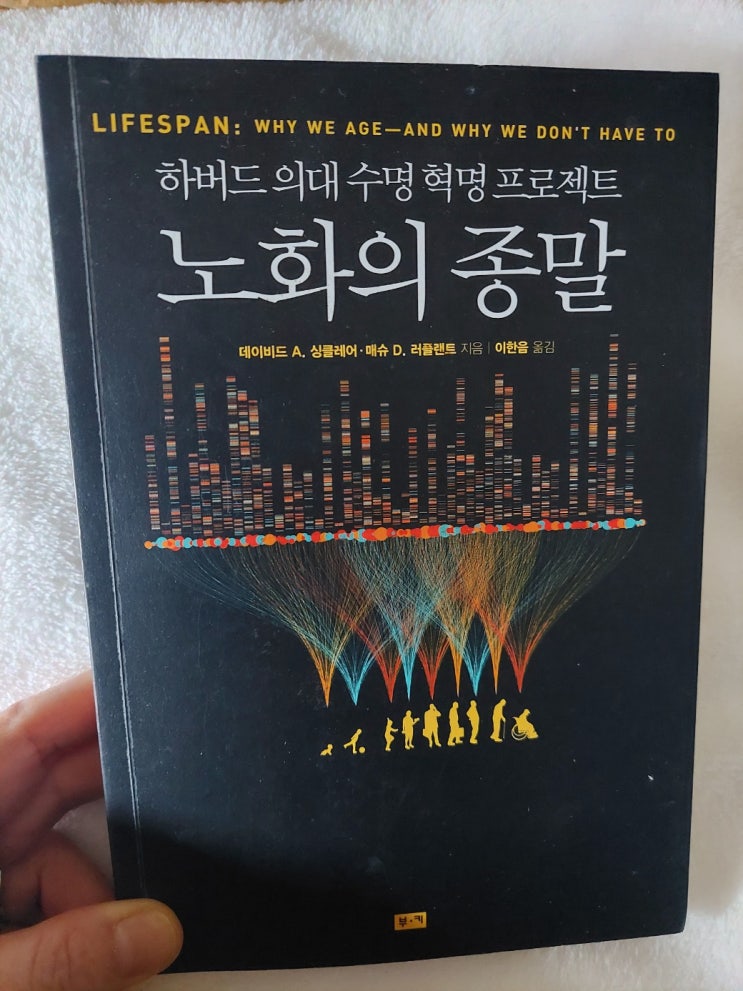 LIFESPAN: WHY WE AGE—AND WHY WE DON'T HAVE TO
하버드 의대 수명 혁명 프로젝트
노화의 종말
데이비드 A. 싱클레어·매슈 D. 러플랜트 지음 | 이한음 옮김
부·키